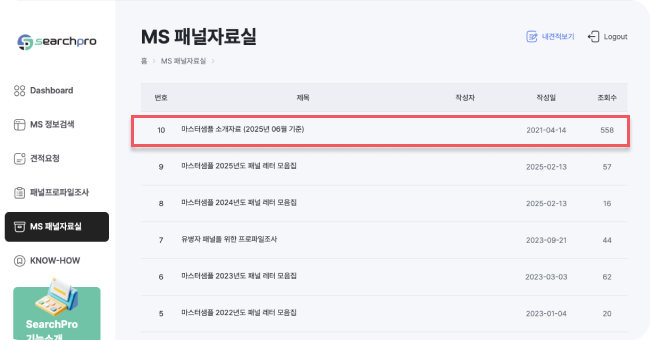 searchpro
Dashboard
MS 정보검색
견적요청
패널프로파일조사
MS 패널자료실
KNOW-HOW
SearchPro
기능소개
MS 패널자료실
내견적보기
Logout
홈 > MS 패널자료실 >
번호 제목 작성자 작성일 조회수
10 마스터샘플 소개자료 (2025년 06월 기준) 2021-04-14 558
9 마스터샘플 2025년도 패널 레터 모음집 2025-02-13 57
8 마스터샘플 2024년도 패널 레터 모음집 2025-02-13 16
7 유병자 패널를 위한 프로파일조사 2023-09-21 44
6 마스터샘플 2023년도 패널 레터 모음집 2023-03-03 62
5 마스터샘플 2022년도 패널 레터 모음집 2023-01-04 20